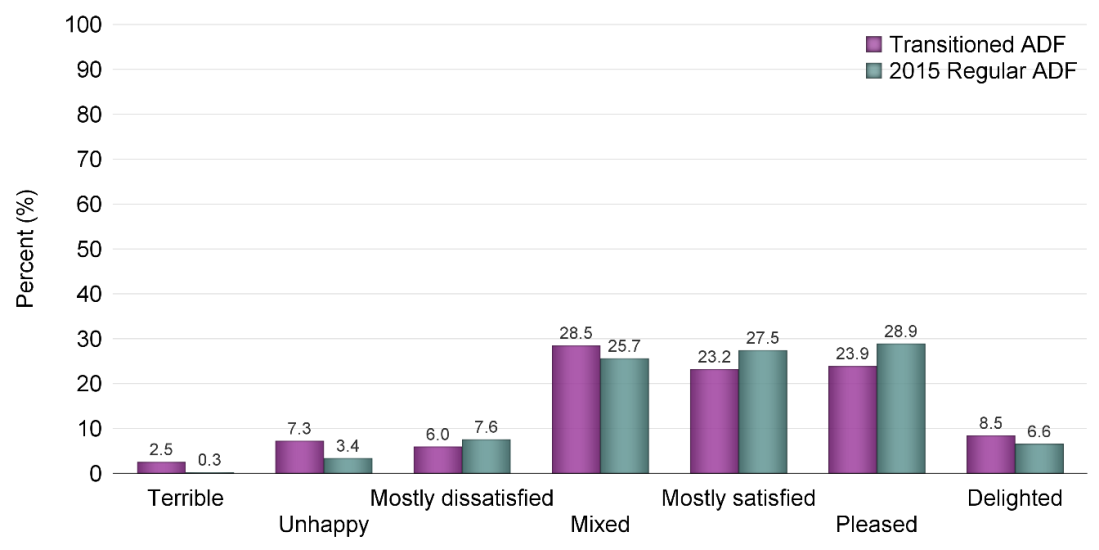 Transitioned ADF
2015 Regular ADF
Percent (%)
100
90
80
70
60
50
40
30
20
10
0
2.5
0.3
7.3
3.4
6.0
7.6
28.5
25.7
23.2
27.5
23.9
28.9
8.5
6.6
Terrible
Unhappy
Mostly dissatisfied
Mixed
Mostly satisfied
Pleased
Delighted